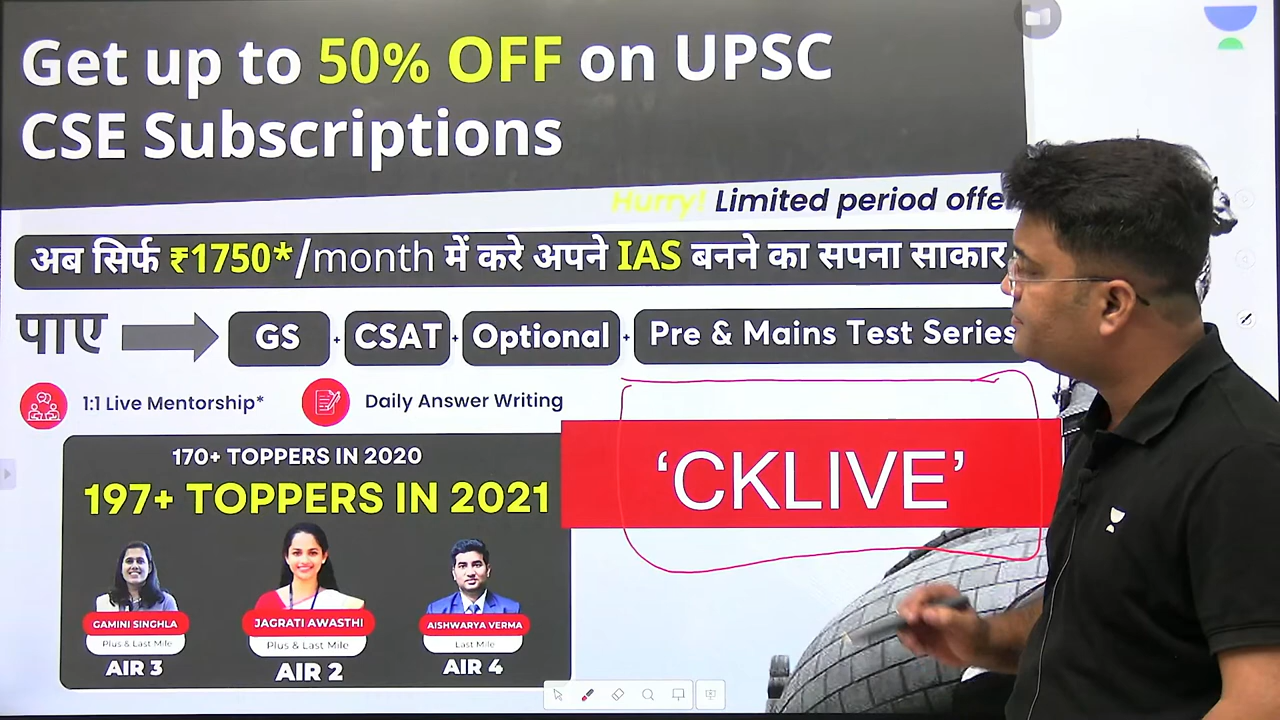 Get up to 50% OFF on UPSC
CSE Subscriptions
Hurry! Limited period offe
अब सिर्फ ₹1750*/month में करे अपने IAS बनने का सपना साकार
पाए GS + CSAT + Optional + Pre & Mains Test Series
1:1 Live Mentorship* Daily Answer Writing
170+ TOPPERS IN 2020
197+ TOPPERS IN 2021
‘CKLIVE’
GAMINI SINGHLA
Plus & Last Mile
AIR 3
JAGRATI AWASTHI
Plus & Last Mile
AIR 2
AISHWARYA VERMA
Last Mile
AIR 4